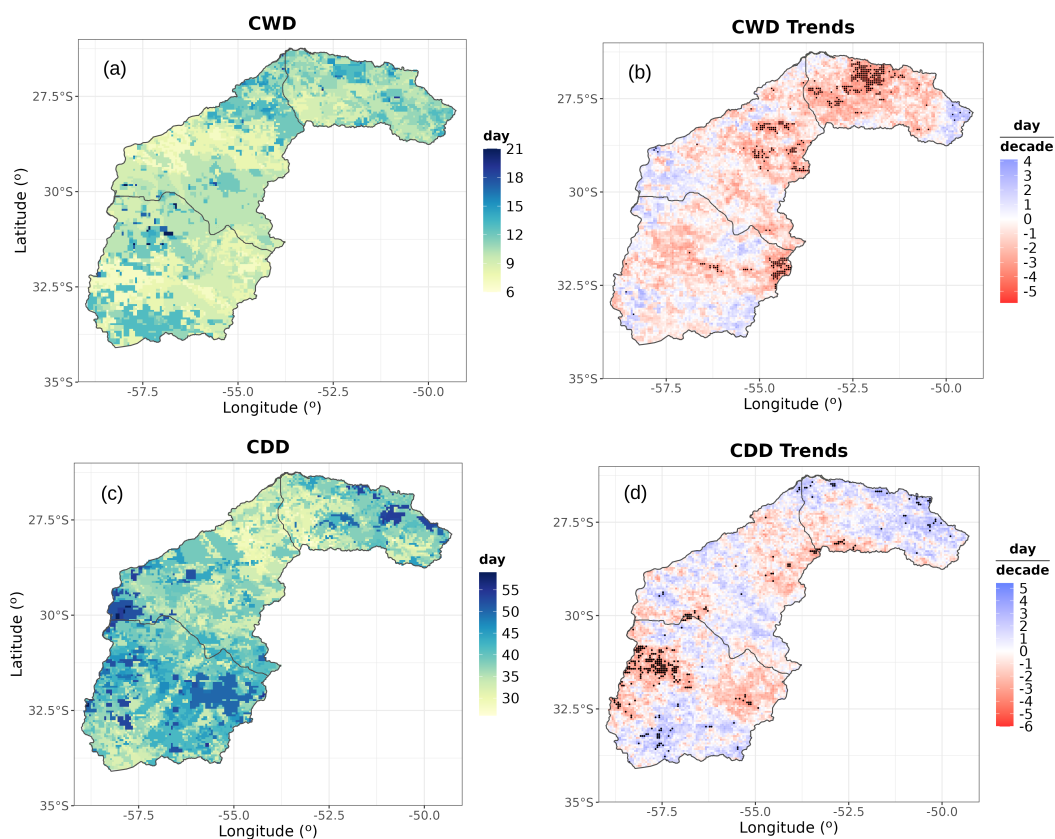 CWD
(a)
27.5°S
30°S
32.5°S
35°S
Latitude (º)
-57.5
-55.0
-52.5
-50.0
Longitude (º)
day
21
18
15
12
9
6
CWD Trends
(b)
27.5°S
30°S
32.5°S
35°S
-57.5
-55.0
-52.5
-50.0
Longitude (º)
day
decade
4
3
2
1
0
-1
-2
-4
-5
CDD
(c)
27.5°S
30°S
32.5°S
35°S
Latitude (º)
-57.5
-55.0
-52.5
-50.0
Longitude (º)
day
55
50
45
40
35
30
CDD Trends
(d)
27.5°S
30°S
32.5°S
35°S
-57.5
-55.0
-52.5
-50.0
Longitude (º)
day
decade
5
4
3
2
1
0
-1
-2
-3
-4
-5
-6